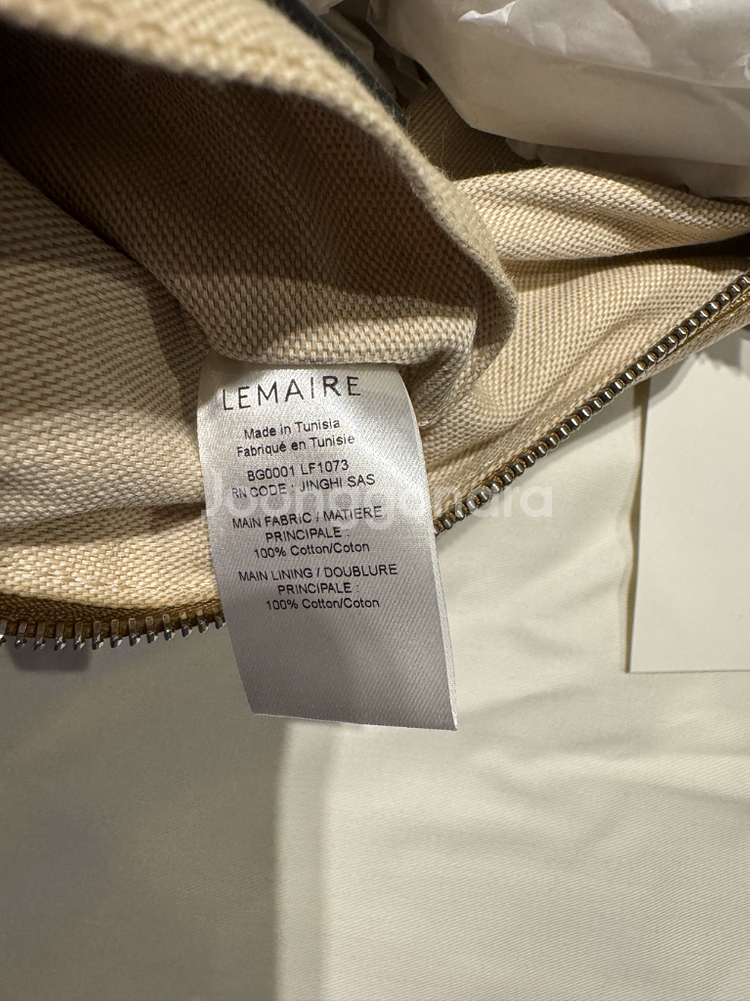 LEMAIRE
Made in Tunisia
Fabriqué en Tunisie
BG0001 LF1073
RN CODE : JINGHI SAS
Joonggonara
MAIN FABRIC / MATIERE
PRINCIPALE :
100% Cotton/Coton
MAIN LINING / DOUBLURE
PRINCIPALE :
100% Cotton/Coton